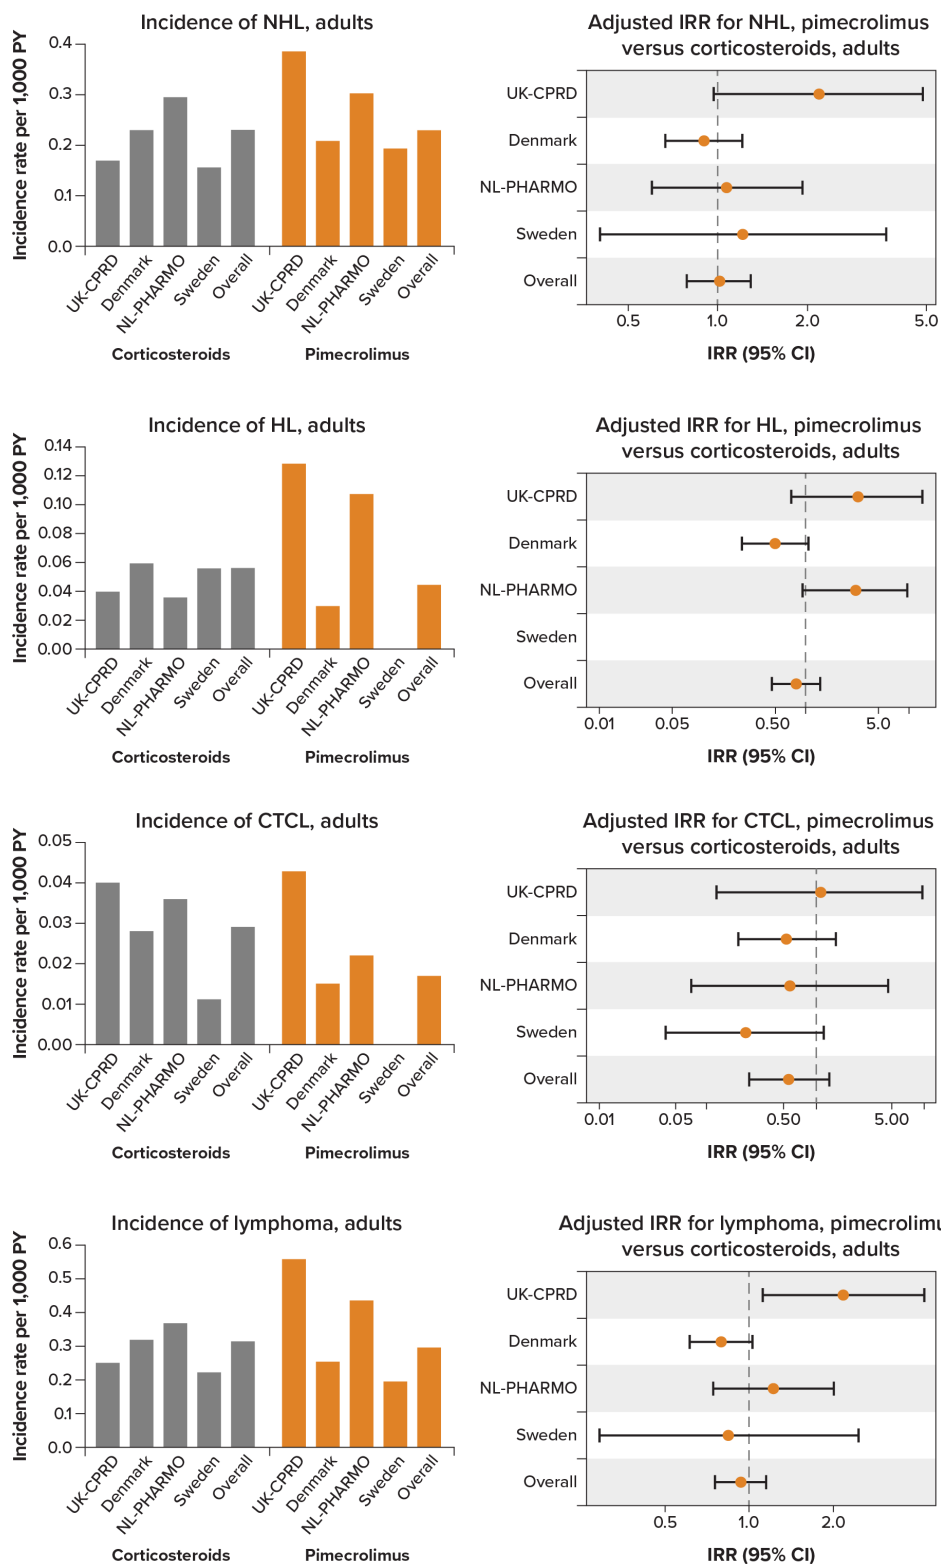 Incidence of NHL, adults
Incidence rate per 1,000 PY
0.4
0.3
0.2
0.1
0.0
UK-CPRD
Denmark
NL-PHARMO
Sweden
Overall
UK-CPRD
Denmark
NL-PHARMO
Sweden
Overall
Corticosteroids
Pimecrolimus
Adjusted IRR for NHL, pimecrolimus
versus corticosteroids, adults
UK-CPRD
Denmark
NL-PHARMO
Sweden
Overall
0.5
1.0
2.0
5.0
IRR (95% CI)
Incidence of HL, adults
Incidence rate per 1,000 PY
0.14
0.12
0.10
0.08
0.06
0.04
0.02
0.00
UK-CPRD
Denmark
NL-PHARMO
Sweden
Overall
UK-CPRD
Denmark
NL-PHARMO
Sweden
Overall
Corticosteroids
Pimecrolimus
Adjusted IRR for HL, pimecrolimus
versus corticosteroids, adults
UK-CPRD
Denmark
NL-PHARMO
Sweden
Overall
0.01
0.05
0.50
5.0
IRR (95% CI)
Incidence of CTCL, adults
Incidence rate per 1,000 PY
0.05
0.04
0.03
0.02
0.01
0.00
UK-CPRD
Denmark
NL-PHARMO
Sweden
Overall
UK-CPRD
Denmark
NL-PHARMO
Sweden
Overall
Corticosteroids
Pimecrolimus
Adjusted IRR for CTCL, pimecrolimus
versus corticosteroids, adults
UK-CPRD
Denmark
NL-PHARMO
Sweden
Overall
0.01
0.05
0.50
5.00
IRR (95% CI)
Incidence of lymphoma, adults
Incidence rate per 1,000 PY
0.6
0.5
0.4
0.3
0.2
0.1
0.0
UK-CPRD
Denmark
NL-PHARMO
Sweden
Overall
UK-CPRD
Denmark
NL-PHARMO
Sweden
Overall
Corticosteroids
Pimecrolimus
Adjusted IRR for lymphoma, pimecrolimu
versus corticosteroids, adults
UK-CPRD
Denmark
NL-PHARMO
Sweden
Overall
0.5
1.0
2.0
IRR (95% CI)